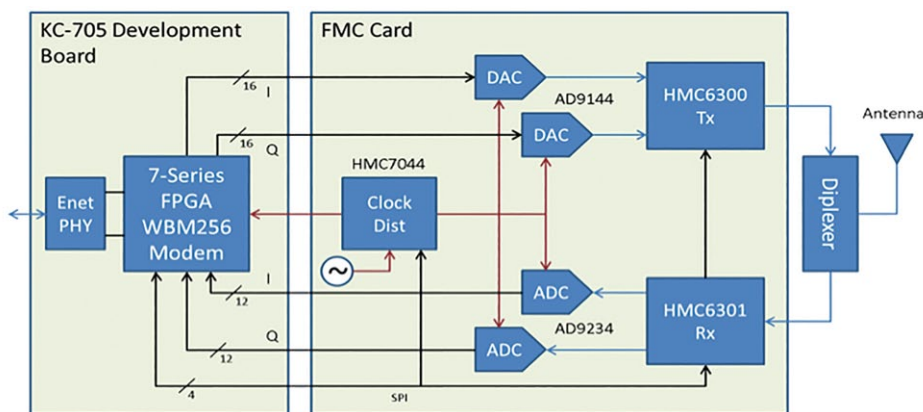 KC-705 Development
Board
FMC Card
16
I
DAC
AD9144
HMC6300
Tx
Antenna
16
Q
DAC
HMC7044
Enet
PHY
7-Series
FPGA
WBM256
Modem
Clock
Dist
Diplexer
I
12
ADC
AD9234
HMC6301
Rx
Q
12
ADC
4
SPI